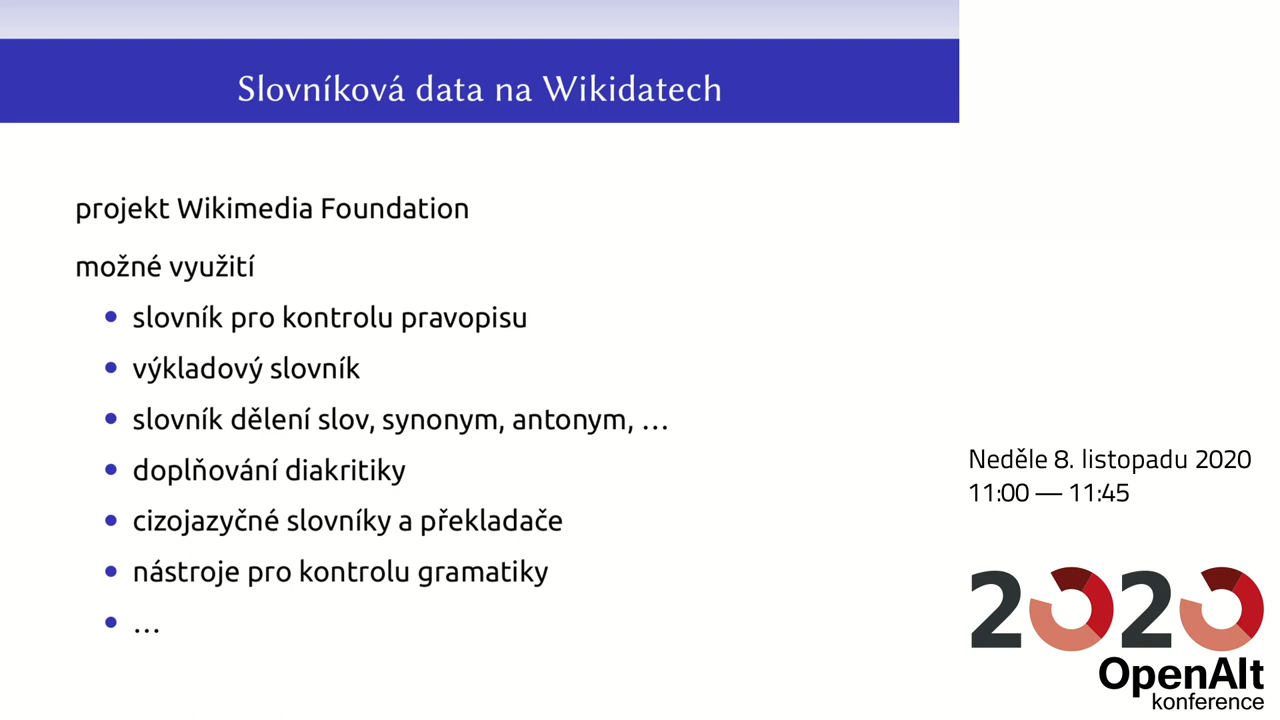 Slovníková data na Wikidatech
projekt Wikimedia Foundation
možné využití
• slovník pro kontrolu pravopisu
• výkladový slovník
• slovník dělení slov, synonym, antonym, …
• doplňování diakritiky
• cizojazyčné slovníky a překladače
• nástroje pro kontrolu gramatiky
• …
Neděle 8. listopadu 2020
11:00 — 11:45
2020
OpenAlt
konference